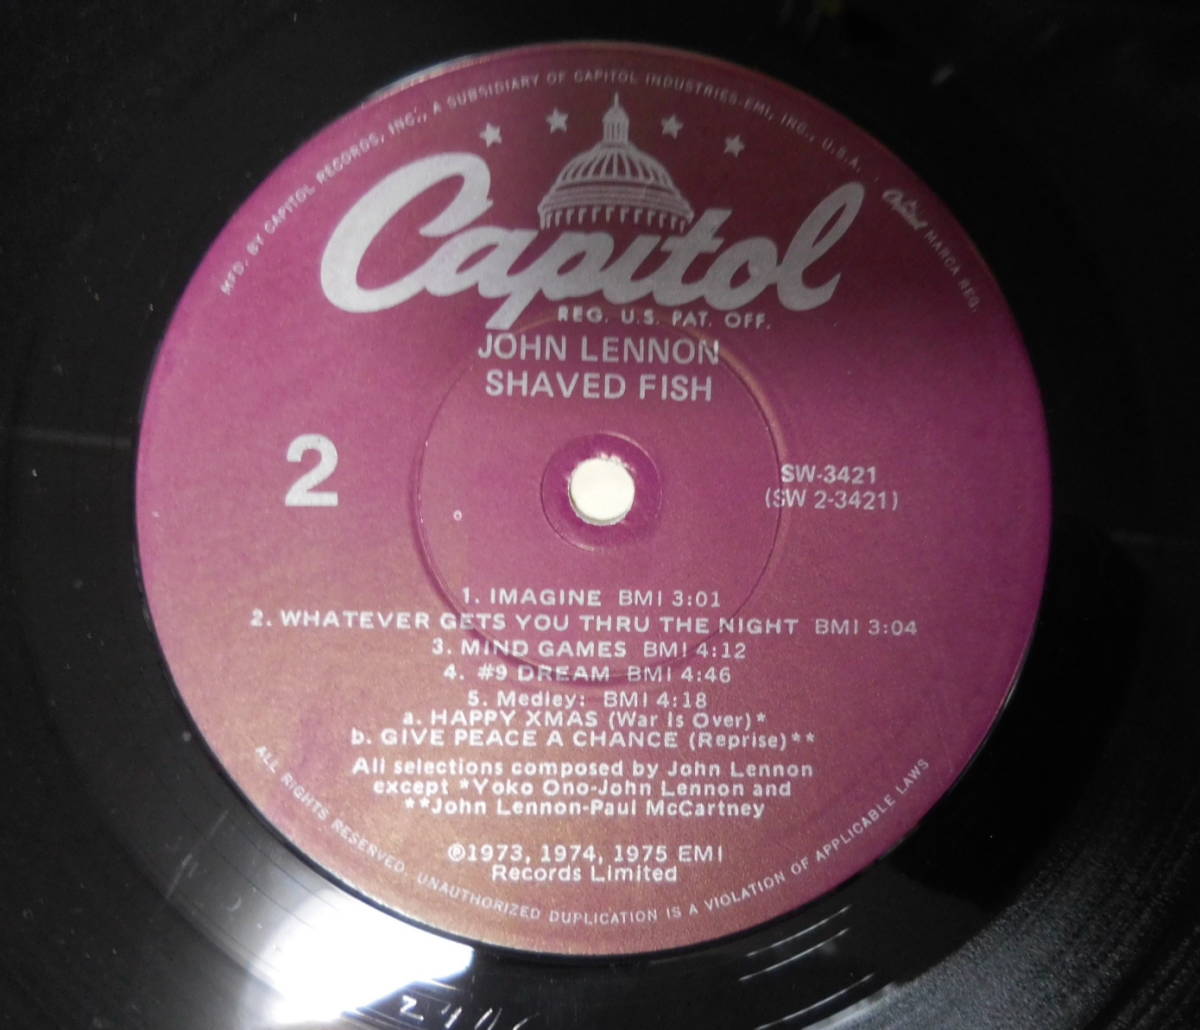 MFD. BY CAPITOL RECORDS, INC., A SUBSIDIARY OF CAPITOL INDUSTRIES-EMI, INC., U.S.A. · Capitol MARCA REG.
Capitol
REG. U.S. PAT. OFF.
JOHN LENNON
SHAVED FISH
2
SW-3421
(SW 2-3421)
1. IMAGINE BMI 3:01
2. WHATEVER GETS YOU THRU THE NIGHT BMI 3:04
3. MIND GAMES BMI 4:12
4. #9 DREAM BMI 4:46
5. Medley: BMI 4:18
a. HAPPY XMAS (War Is Over)*
b. GIVE PEACE A CHANCE (Reprise)**
All selections composed by John Lennon
except *Yoko Ono-John Lennon and
**John Lennon-Paul McCartney
℗1973, 1974, 1975 EMI
Records Limited
ALL RIGHTS RESERVED. UNAUTHORIZED DUPLICATION IS A VIOLATION OF APPLICABLE LAWS